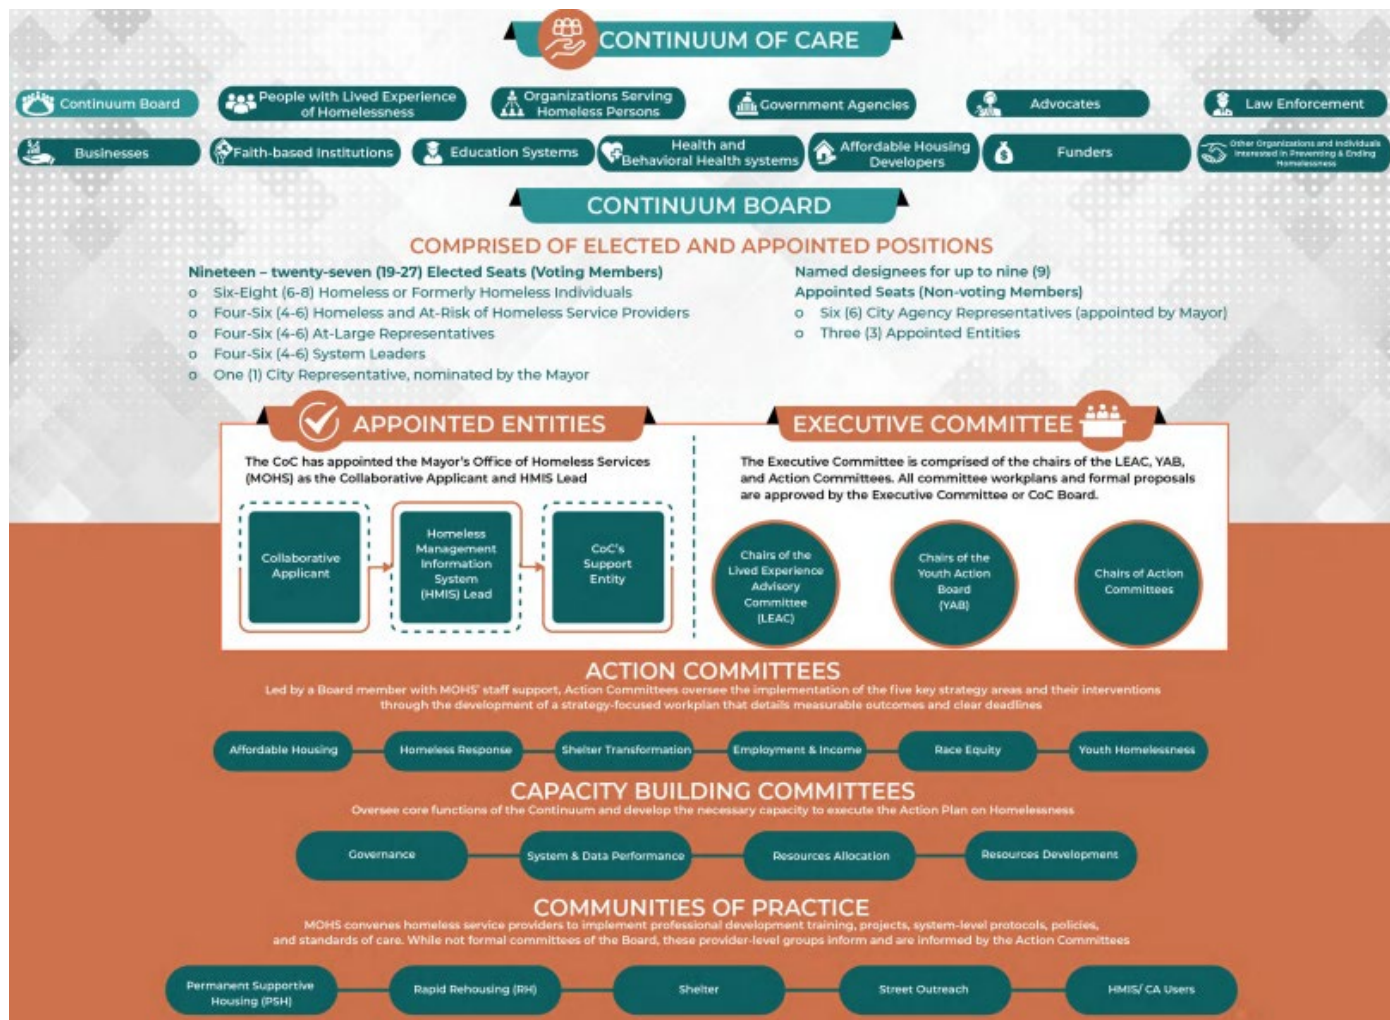 CONTINUUM OF CARE
Continuum Board
People with Lived Experience
of Homelessness
Organizations Serving
Homeless Persons
Government Agencies
Advocates
Law Enforcement
Businesses
Faith-based Institutions
Education Systems
Health and
Behavioral Health systems
Affordable Housing
Developers
Funders
Other Organizations and Individuals
Interested in Preventing & Ending
Homelessness
CONTINUUM BOARD
COMPRISED OF ELECTED AND APPOINTED POSITIONS
Nineteen – twenty-seven (19-27) Elected Seats (Voting Members)
o Six-Eight (6-8) Homeless or Formerly Homeless Individuals
o Four-Six (4-6) Homeless and At-Risk of Homeless Service Providers
o Four-Six (4-6) At-Large Representatives
o Four-Six (4-6) System Leaders
o One (1) City Representative, nominated by the Mayor
Named designees for up to nine (9)
Appointed Seats (Non-voting Members)
o Six (6) City Agency Representatives (appointed by Mayor)
o Three (3) Appointed Entities
APPOINTED ENTITIES
The CoC has appointed the Mayor's Office of Homeless Services
(MOHS) as the Collaborative Applicant and HMIS Lead
Collaborative
Applicant
Homeless
Management
Information
System
(HMIS) Lead
CoC's
Support
Entity
EXECUTIVE COMMITTEE
The Executive Committee is comprised of the chairs of the LEAC, YAB,
and Action Committees. All committee workplans and formal proposals
are approved by the Executive Committee or CoC Board.
Chairs of the
Lived Experience
Advisory
Committee
(LEAC)
Chairs of the
Youth Action
Board
(YAB)
Chairs of Action
Committees
ACTION COMMITTEES
Led by a Board member with MOHS' staff support, Action Committees oversee the implementation of the five key strategy areas and their interventions
through the development of a strategy-focused workplan that details measurable outcomes and clear deadlines
Affordable Housing
Homeless Response
Shelter Transformation
Employment & Income
Race Equity
Youth Homelessness
CAPACITY BUILDING COMMITTEES
Oversee core functions of the Continuum and develop the necessary capacity to execute the Action Plan on Homelessness
Governance
System & Data Performance
Resources Allocation
Resources Development
COMMUNITIES OF PRACTICE
MOHS convenes homeless service providers to implement professional development training, projects, system-level protocols, policies,
and standards of care. While not formal committees of the Board, these provider-level groups inform and are informed by the Action Committees
Permanent Supportive
Housing (PSH)
Rapid Rehousing (RH)
Shelter
Street Outreach
HMIS/ CA Users